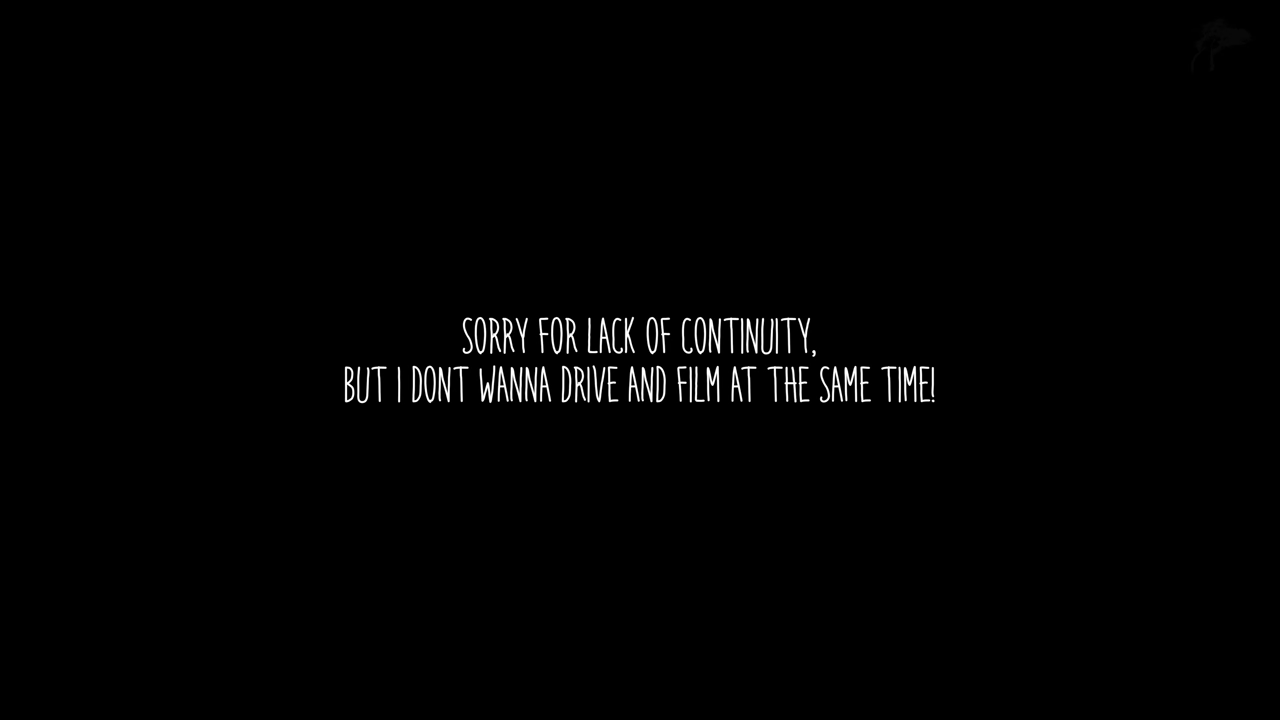 SORRY FOR LACK OF CONTINUITY,
BUT I DONT WANNA DRIVE AND FILM AT THE SAME TIME!